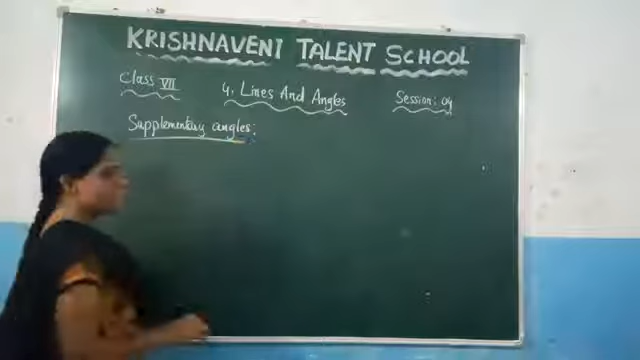 KRISHNAVENI TALENT SCHOOL
Class VII
4. Lines And Angles
Session: 04
Supplementary angles: